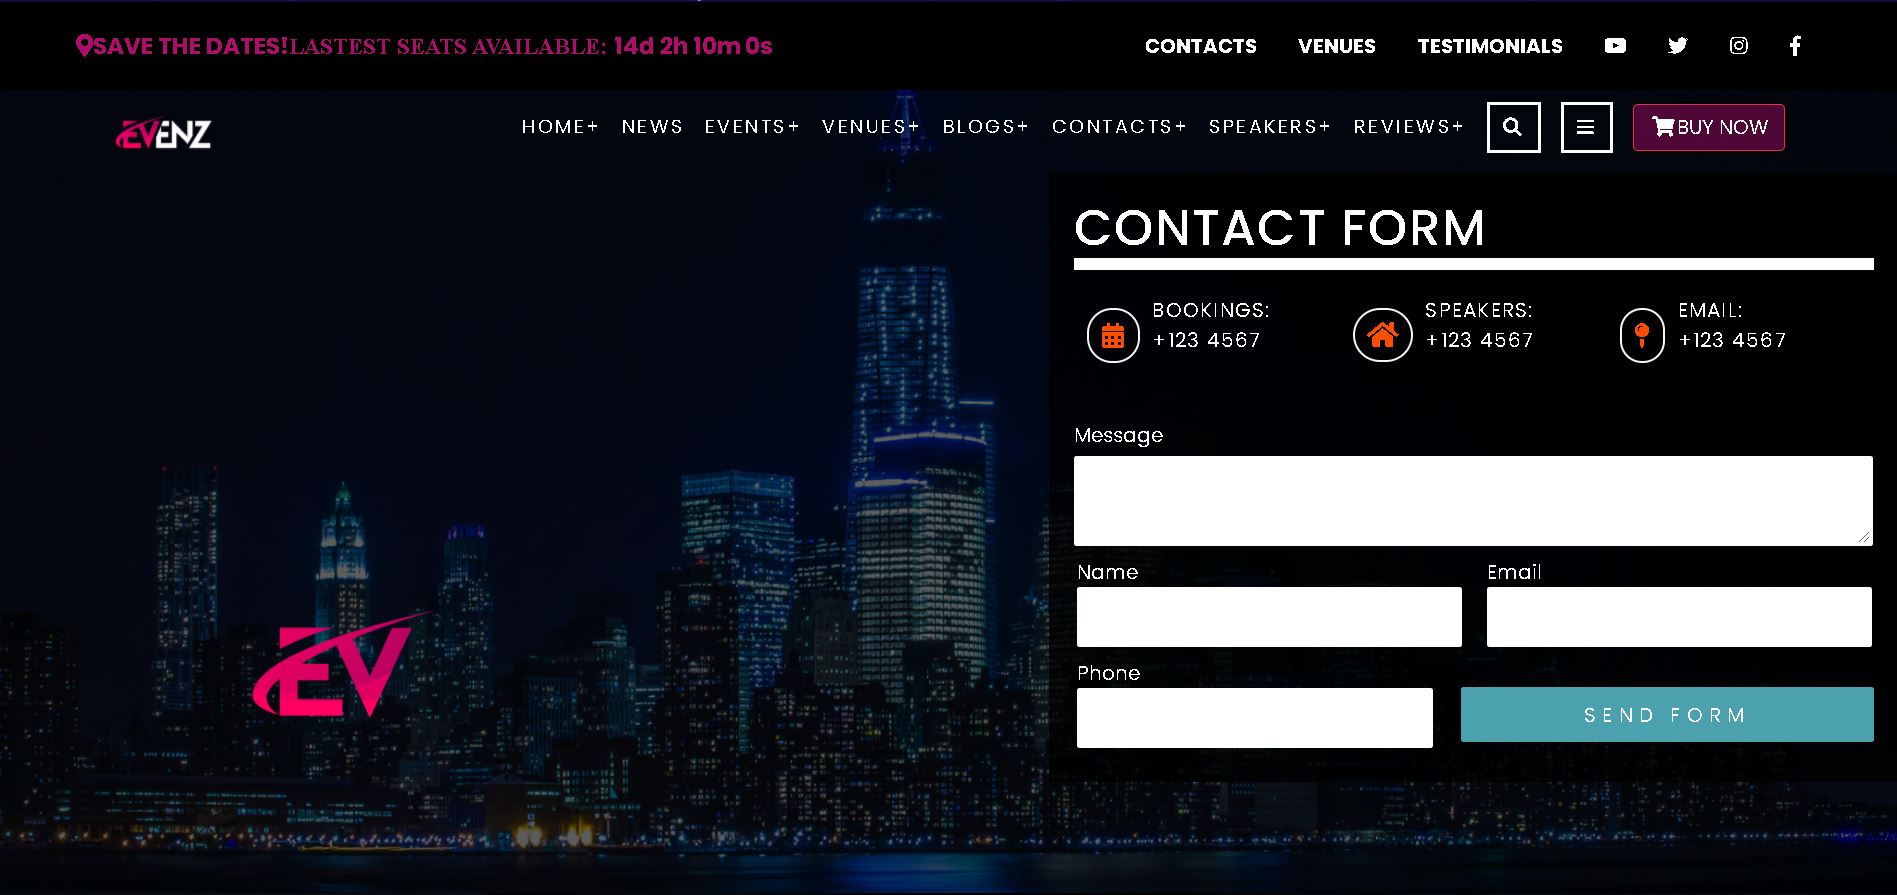 SAVE THE DATES!LASTEST SEATS AVAILABLE: 14d 2h 10m 0s
CONTACTS VENUES TESTIMONIALS
EVENZ
HOME+ NEWS EVENTS+ VENUES+ BLOGS+ CONTACTS+ SPEAKERS+ REVIEWS+ BUY NOW
CONTACT FORM
BOOKINGS:
+123 4567
SPEAKERS:
+123 4567
EMAIL:
+123 4567
Message
Name
Email
EV
Phone
SEND FORM